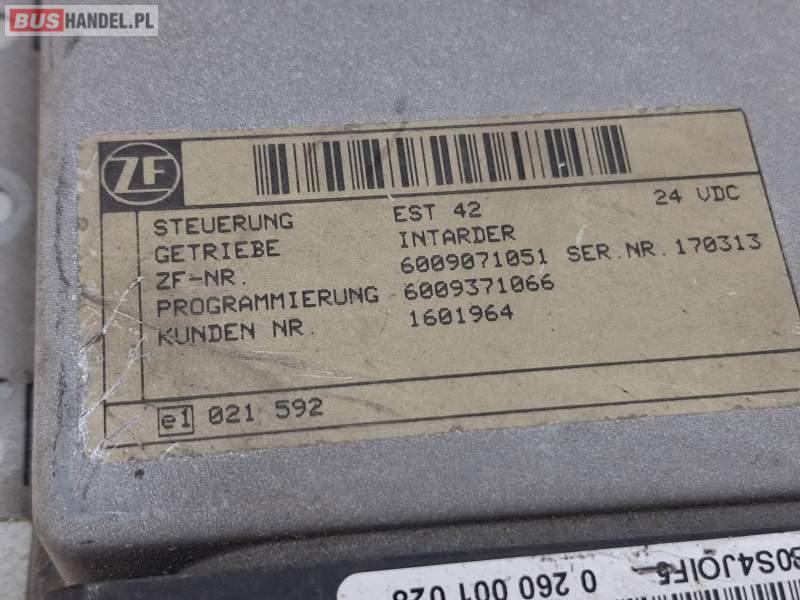 BUSHANDEL.PL
ZF
STEUERUNG EST 42 24 VDC
GETRIEBE INTARDER
ZF-NR. 6009071051 SER.NR.170313
PROGRAMMIERUNG 6009371066
KUNDEN NR. 1601964
e1 021 592
0 260 001 028